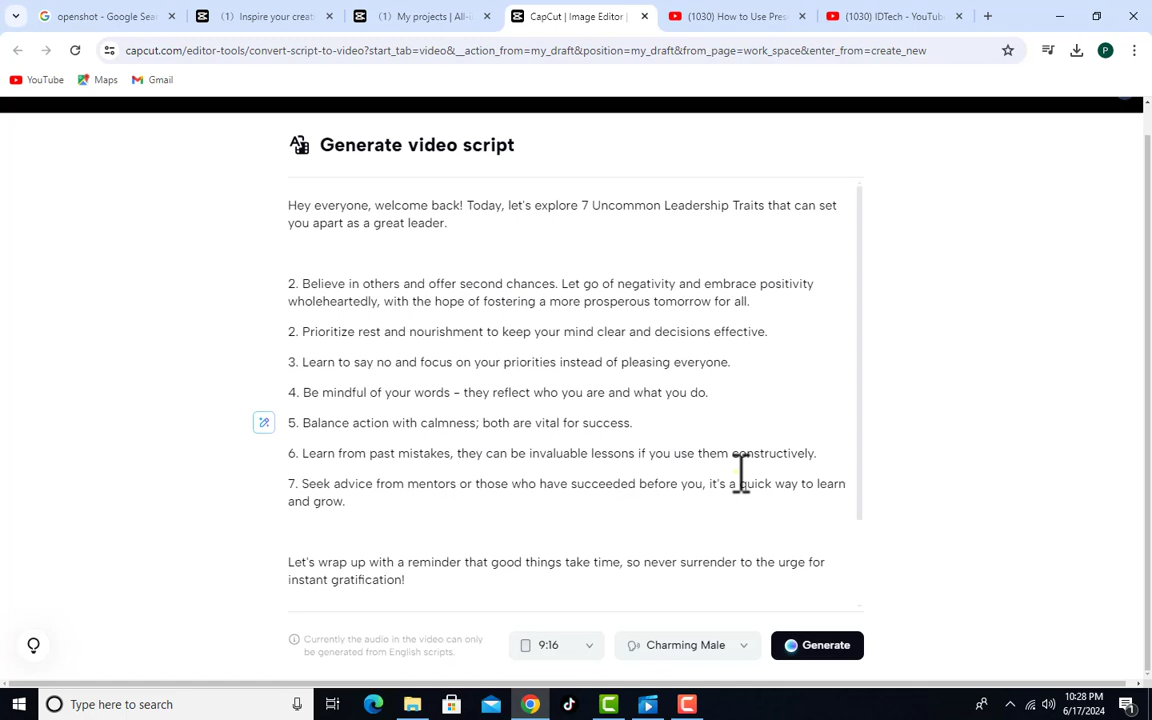 openshot - Google Sea
(1) Inspire your creati
(1) My projects | All-i
CapCut | Image Editor |
(1030) How to Use Pres
(1030) IDTech - YouTube
capcut.com/editor-tools/convert-script-to-video?start_tab=video&__action_from=my_draft&position=my_draft&from_page=work_space&enter_from=create_new
P
YouTube
Maps
Gmail
Generate video script
Hey everyone, welcome back! Today, let's explore 7 Uncommon Leadership Traits that can set
you apart as a great leader.
2. Believe in others and offer second chances. Let go of negativity and embrace positivity
wholeheartedly, with the hope of fostering a more prosperous tomorrow for all.
2. Prioritize rest and nourishment to keep your mind clear and decisions effective.
3. Learn to say no and focus on your priorities instead of pleasing everyone.
4. Be mindful of your words - they reflect who you are and what you do.
5. Balance action with calmness; both are vital for success.
6. Learn from past mistakes, they can be invaluable lessons if you use them constructively.
7. Seek advice from mentors or those who have succeeded before you, it's a quick way to learn
and grow.
Let's wrap up with a reminder that good things take time, so never surrender to the urge for
instant gratification!
Currently the audio in the video can only
be generated from English scripts.
9:16
Charming Male
Generate
Type here to search
10:28 PM
6/17/2024
1